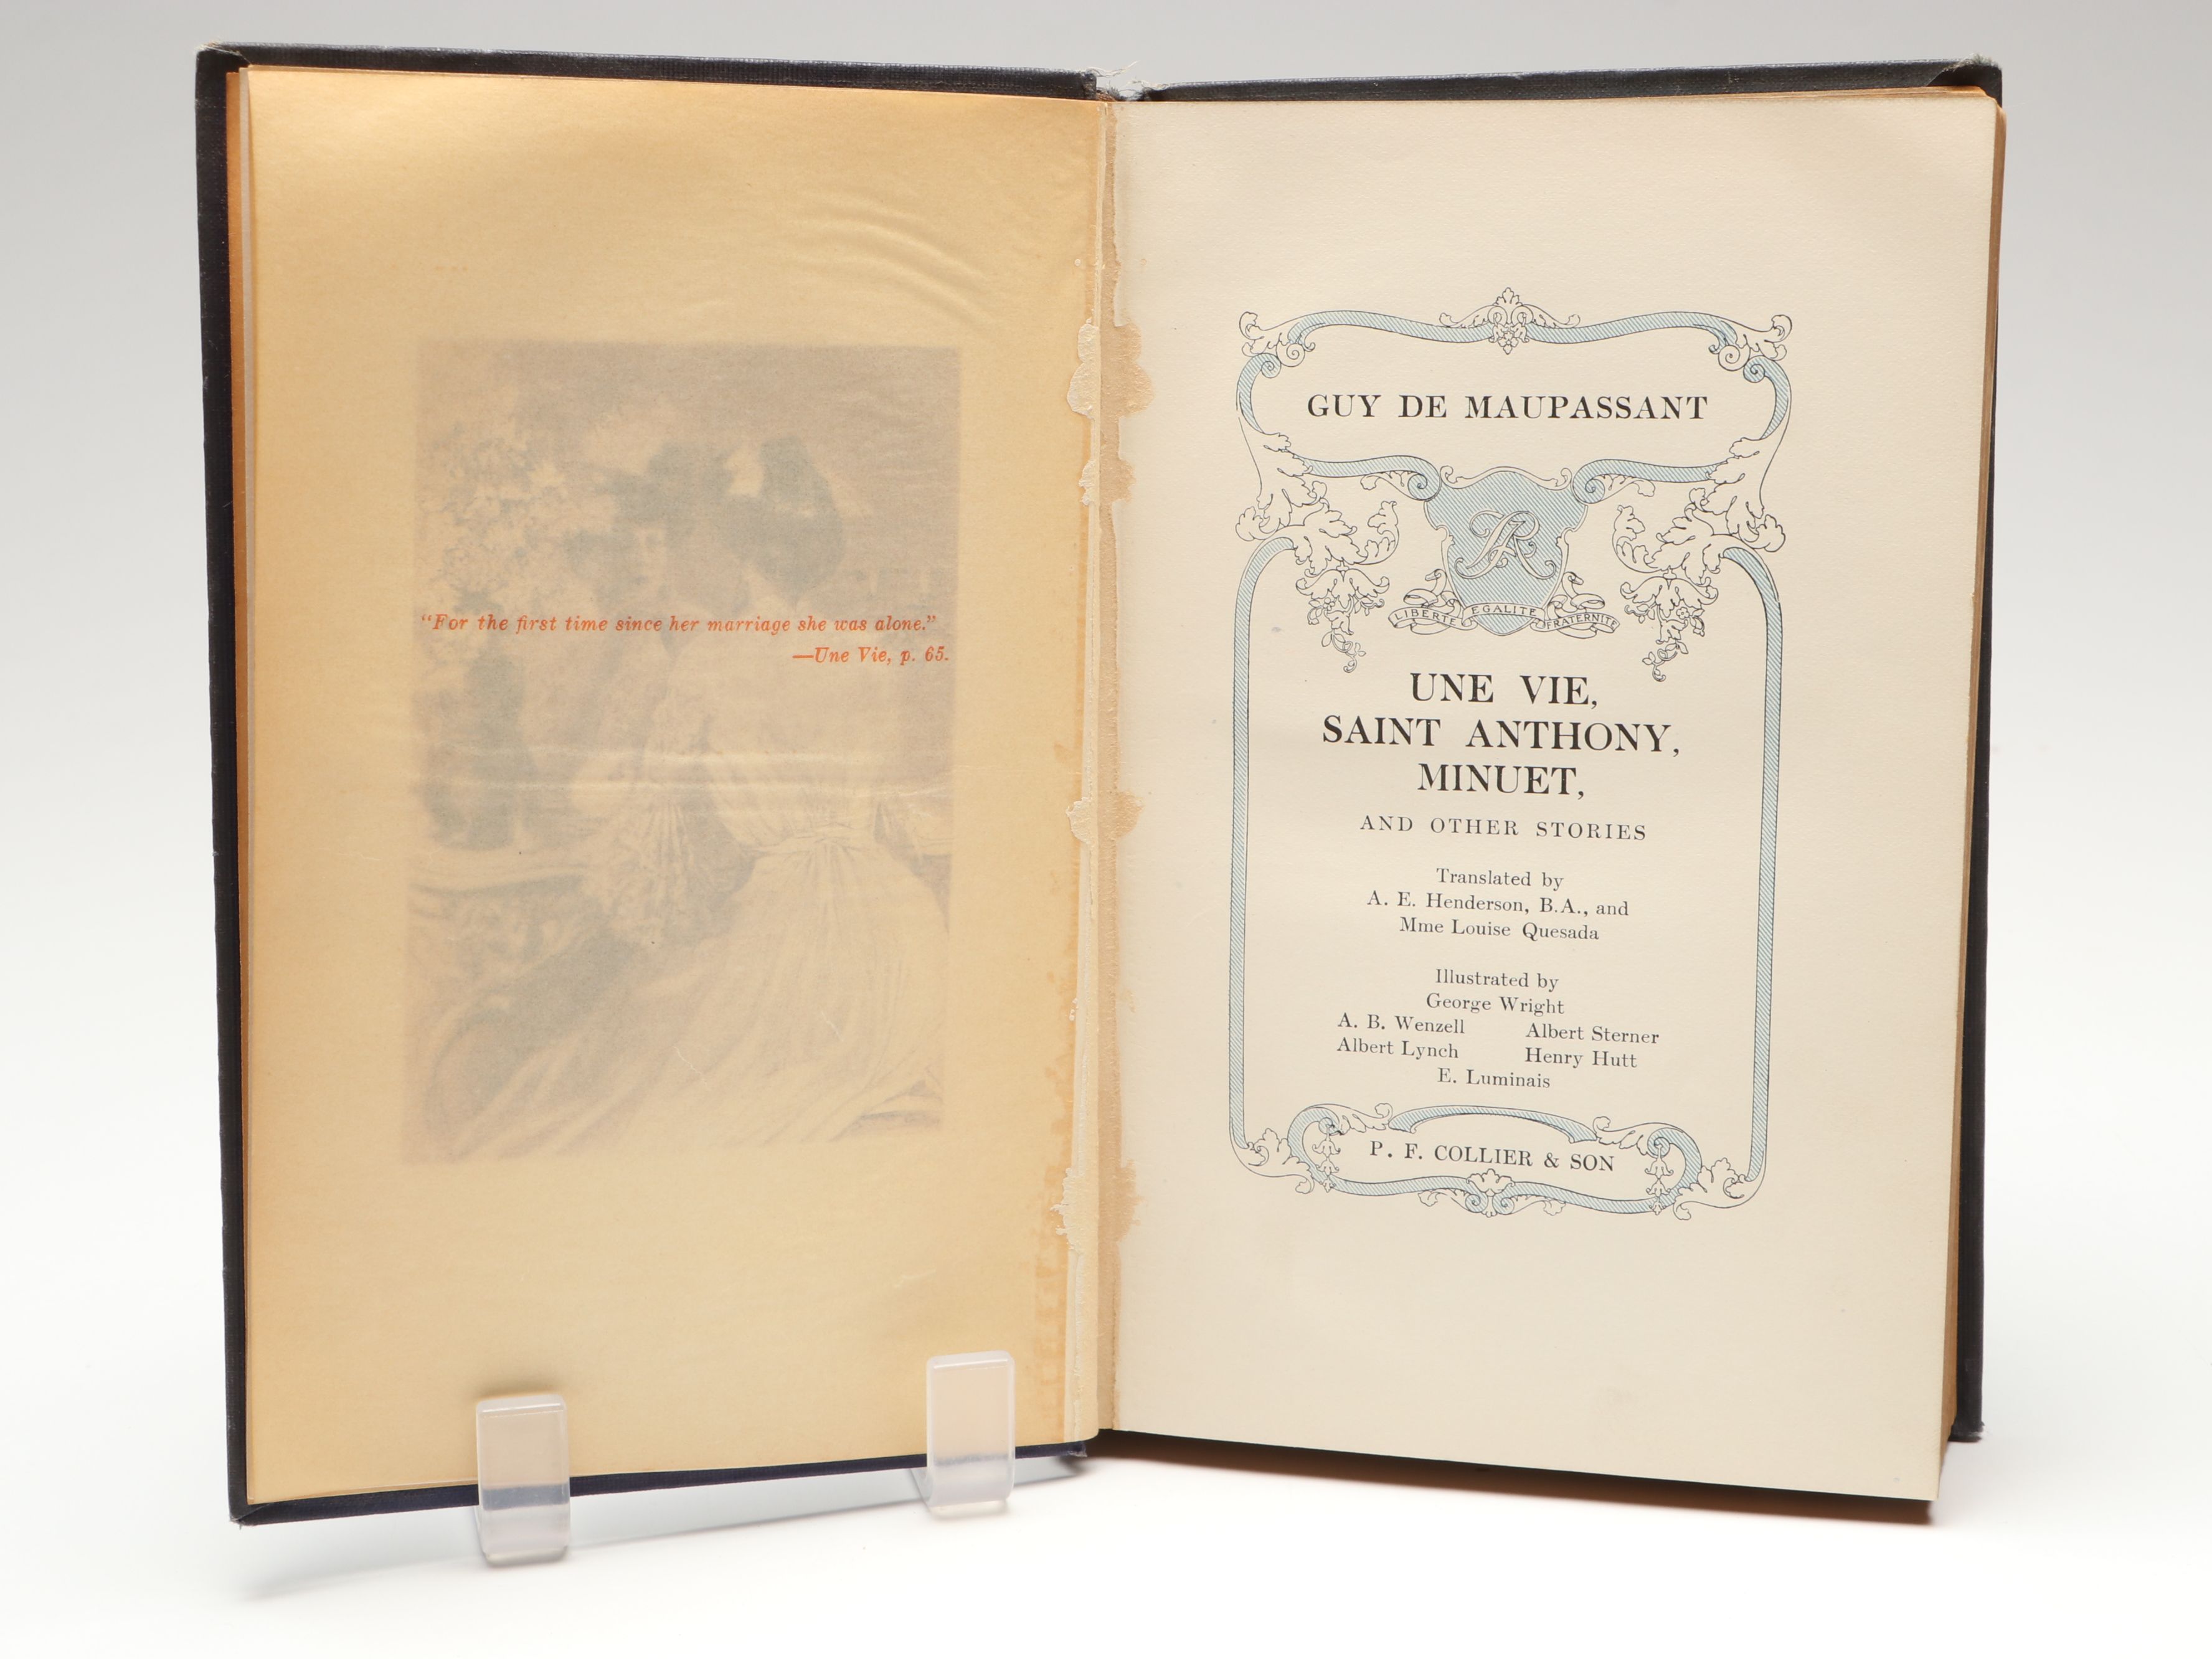 “For the first time since her marriage she was alone.”
—Une Vie, p. 65.
GUY DE MAUPASSANT
RF
LIBERTE EGALITE FRATERNITE
UNE VIE,
SAINT ANTHONY,
MINUET,
AND OTHER STORIES
Translated by
A. E. Henderson, B.A., and
Mme Louise Quesada
Illustrated by
George Wright
A. B. Wenzell Albert Sterner
Albert Lynch Henry Hutt
E. Luminais
P. F. COLLIER & SON